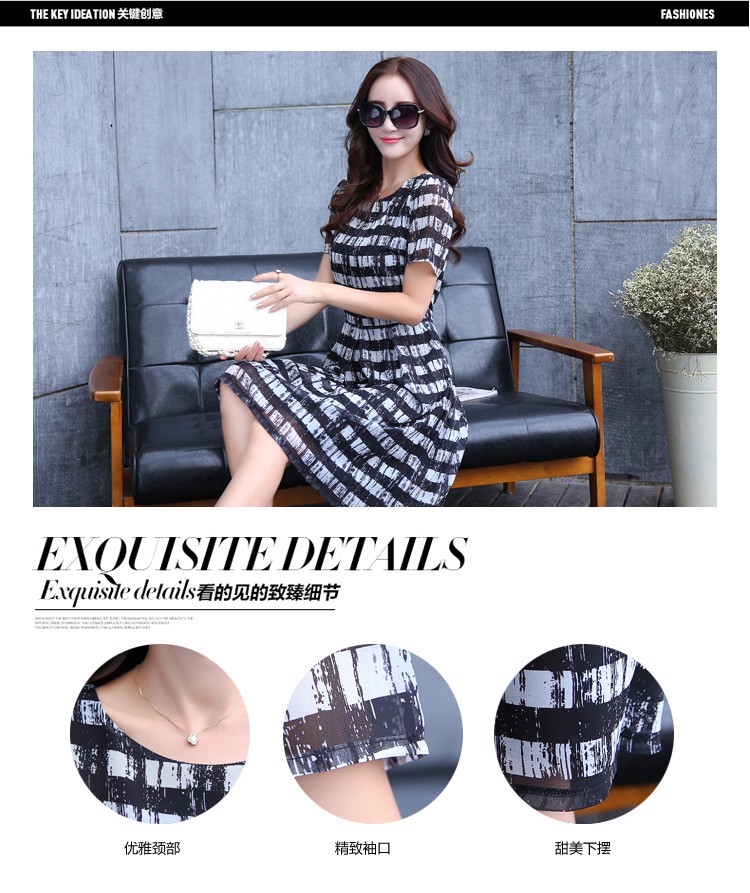 THE KEY IDEATION 关键创意
FASHIONES
EXQUISITE DETAILS
Exquisite details看的见的致臻细节
优雅颈部
精致袖口
甜美下摆